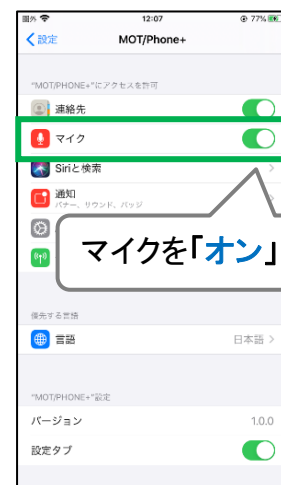 圏外 12:07 77%
設定 MOT/Phone+
"MOT/PHONE+"にアクセスを許可
連絡先
マイク
Siriと検索
通知
バナー、サウンド、バッジ
マイクを「オン」
優先する言語
言語 日本語
"MOT/PHONE+"設定
バージョン 1.0.0
設定タブ